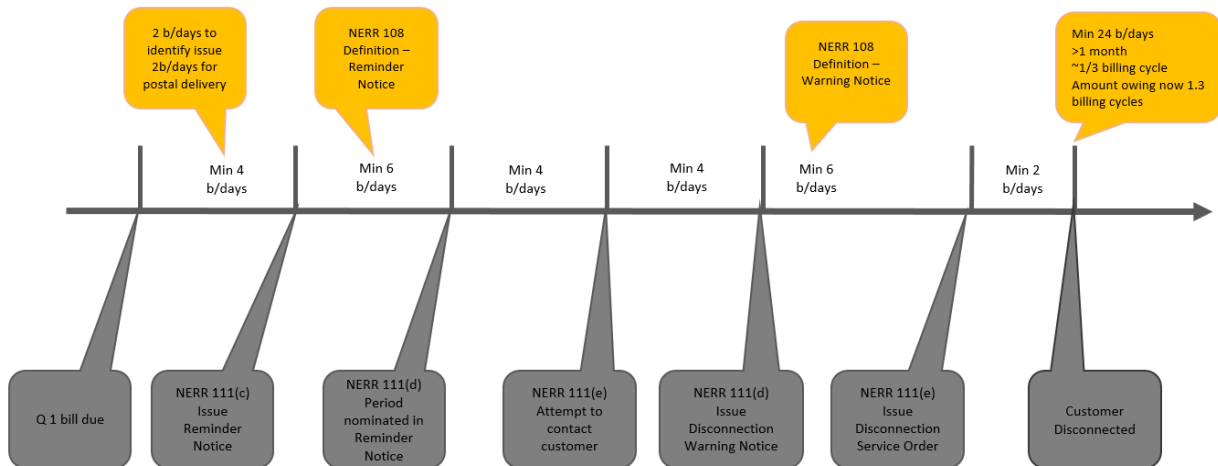 2 b/days to
identify issue
2b/days for
postal delivery
NERR 108
Definition –
Reminder
Notice
NERR 108
Definition –
Warning Notice
Min 24 b/days
>1 month
~1/3 billing cycle
Amount owing now 1.3
billing cycles
Min 4
b/days
Min 6
b/days
Min 4
b/days
Min 4
b/days
Min 6
b/days
Min 2
b/days
Q 1 bill due
NERR 111(c)
Issue
Reminder
Notice
NERR 111(d)
Period
nominated in
Reminder
Notice
NERR 111(e)
Attempt to
contact
customer
NERR 111(d)
Issue
Disconnection
Warning Notice
NERR 111(e)
Issue
Disconnection
Service Order
Customer
Disconnected